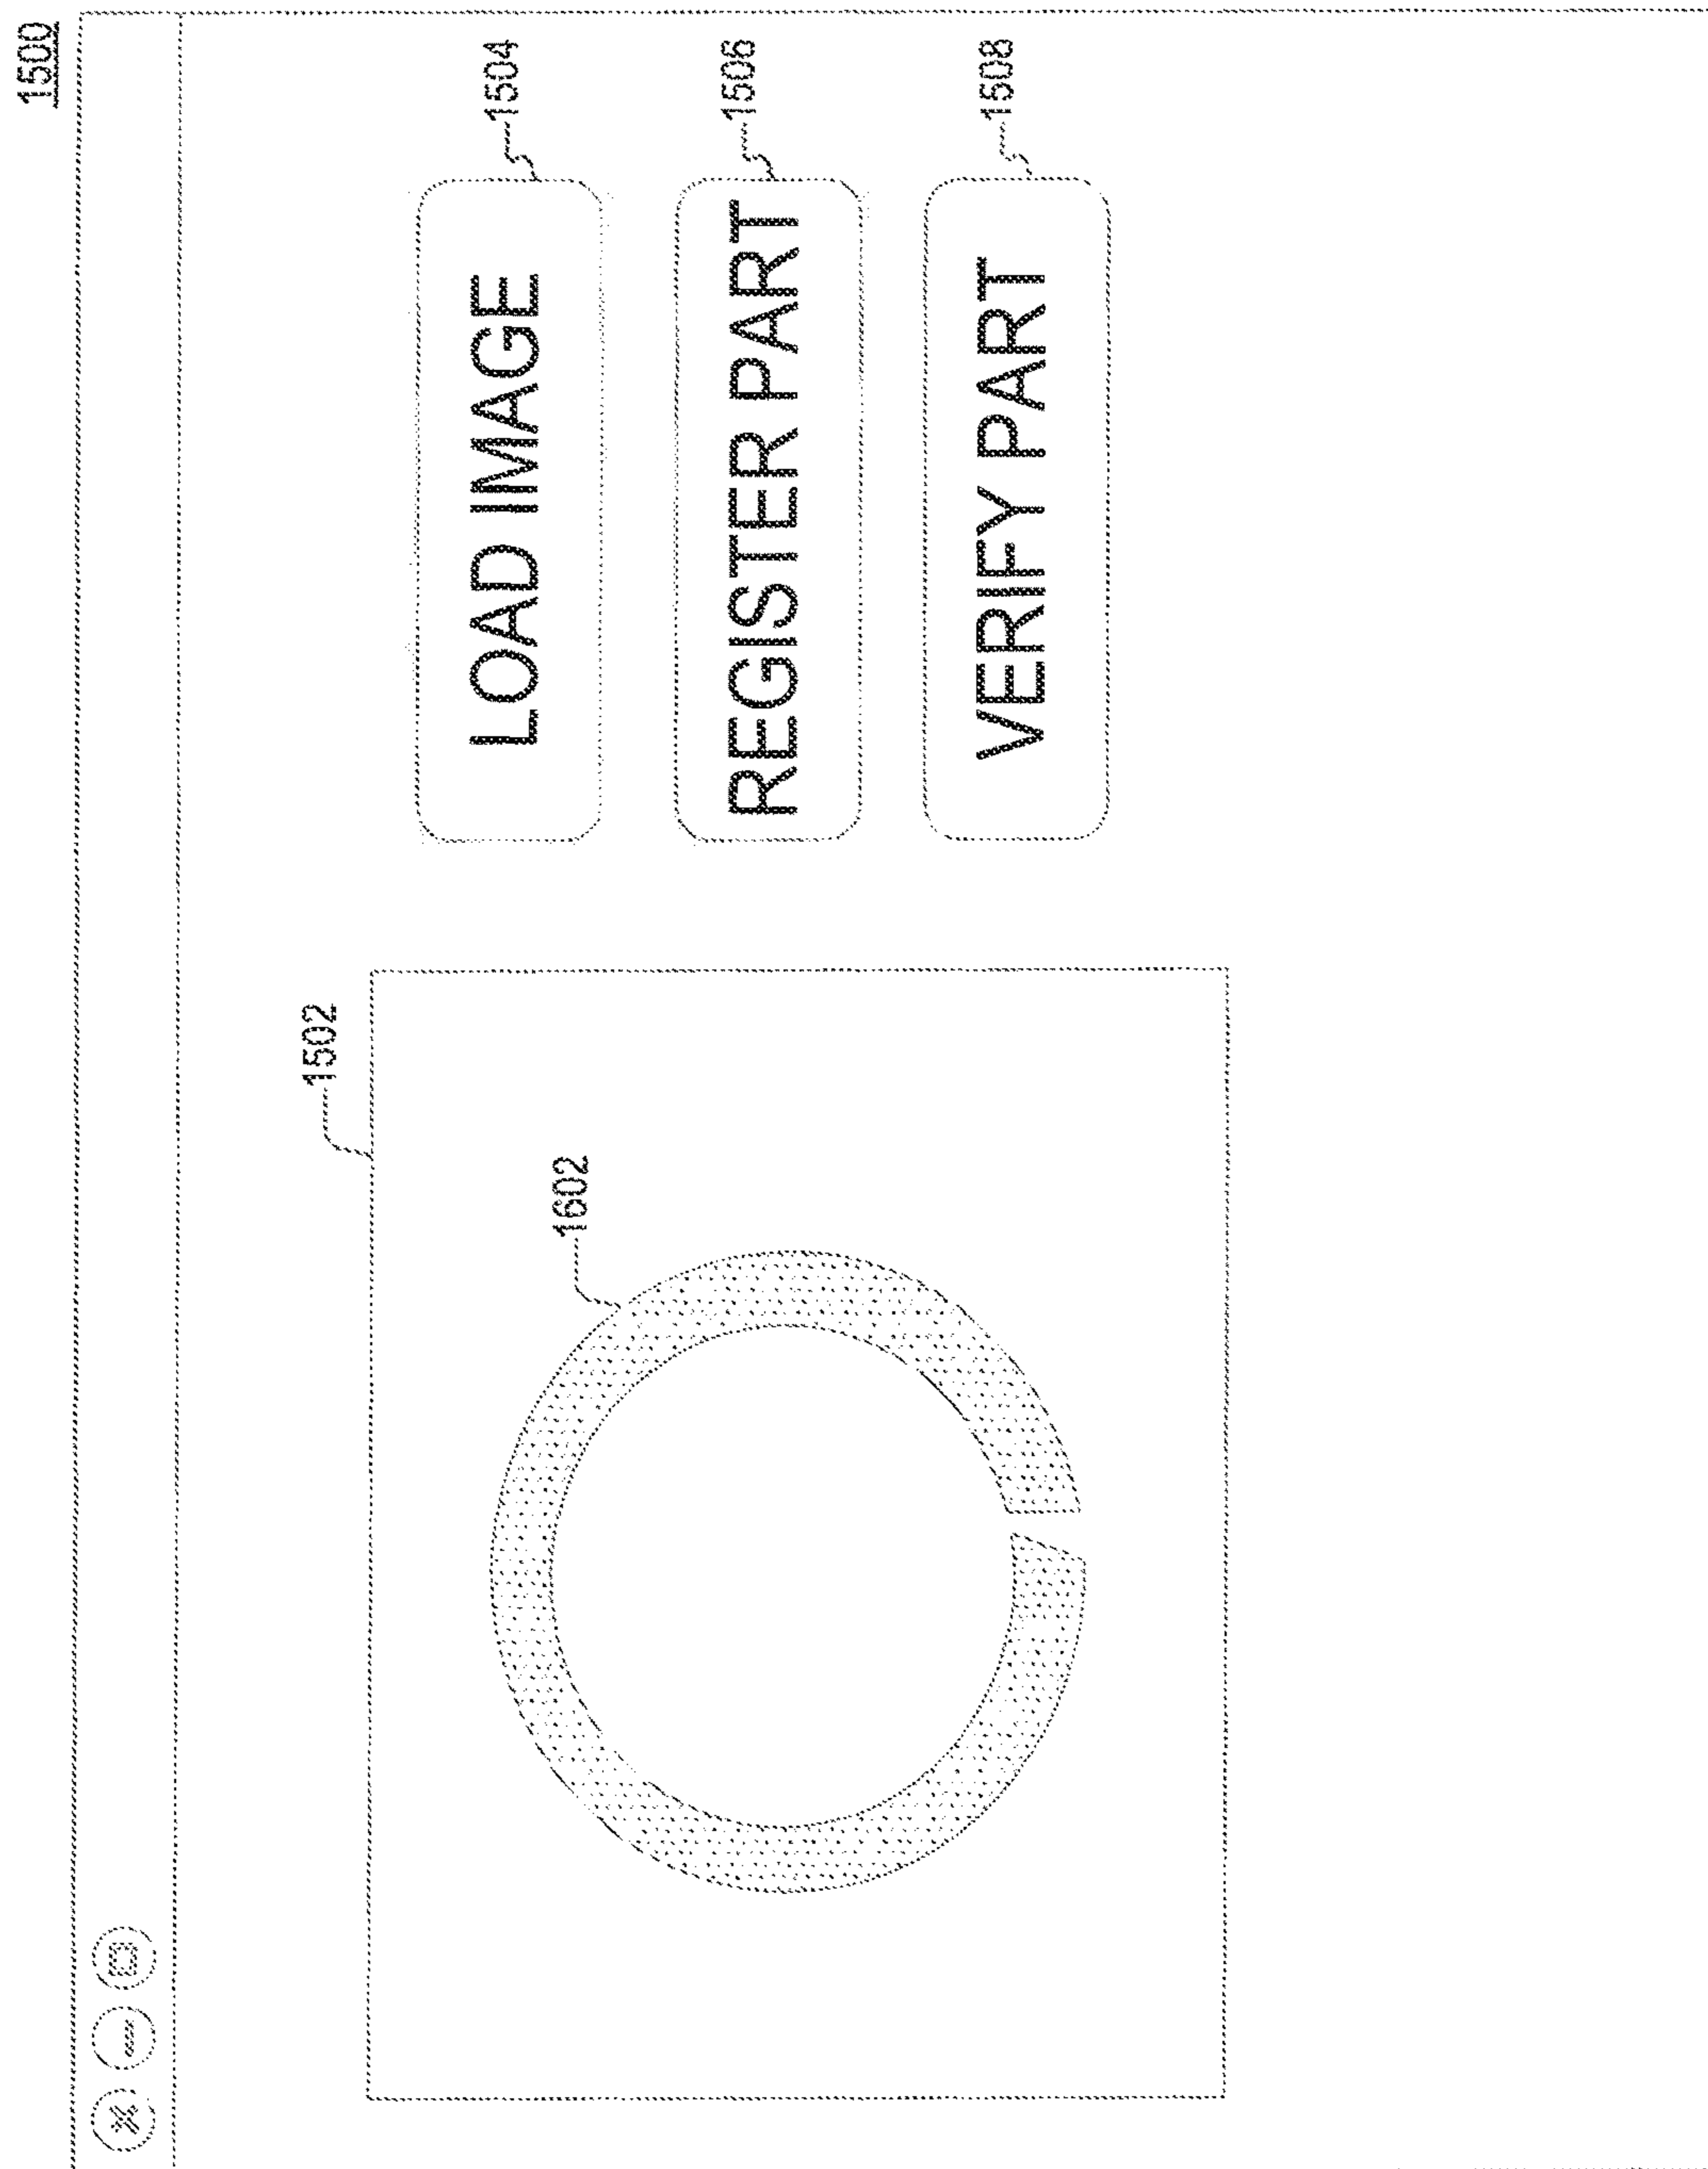 1500
1502
1602
LOAD IMAGE
1504
REGISTER PART
1506
VERIFY PART
1508